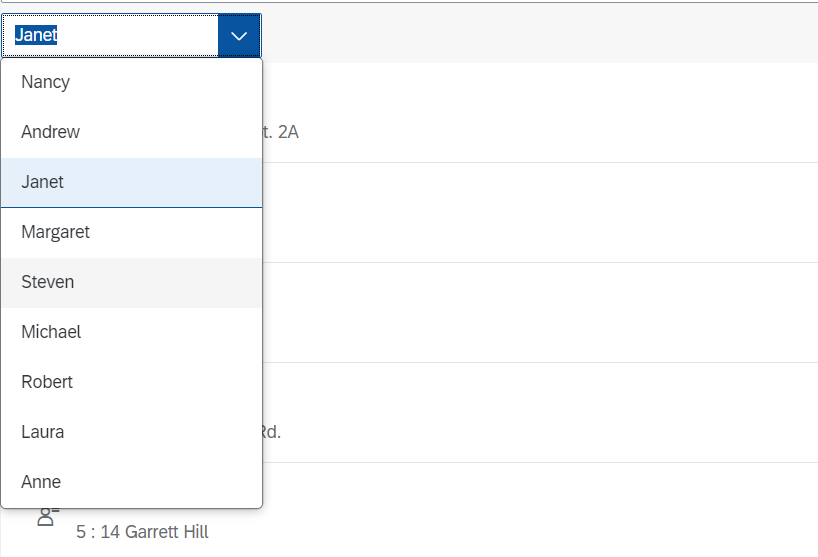 Janet
Nancy
Andrew
t. 2A
Janet
Margaret
Steven
Michael
Robert
Laura
Rd.
Anne
5 : 14 Garrett Hill